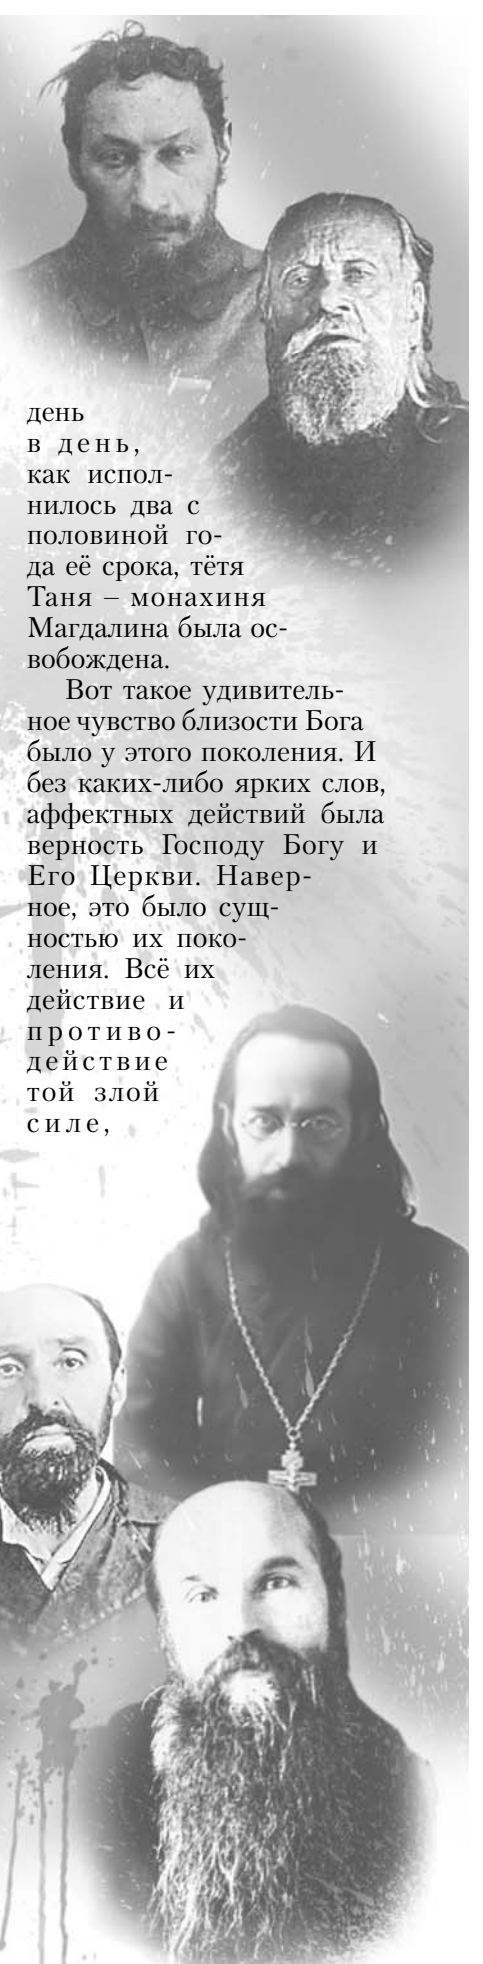 день
в день,
как испол-
нилось два с
половиной го-
да её срока, тётя
Таня – монахиня
Магдалина была ос-
вобождена.
Вот такое удивитель-
ное чувство близости Бога
было у этого поколения. И
без каких-либо ярких слов,
аффектных действий была
верность Господу Богу и
Его Церкви. Навер-
ное, это было сущ-
ностью их поко-
ления. Всё их
действие и
противо-
действие
той злой
силе,